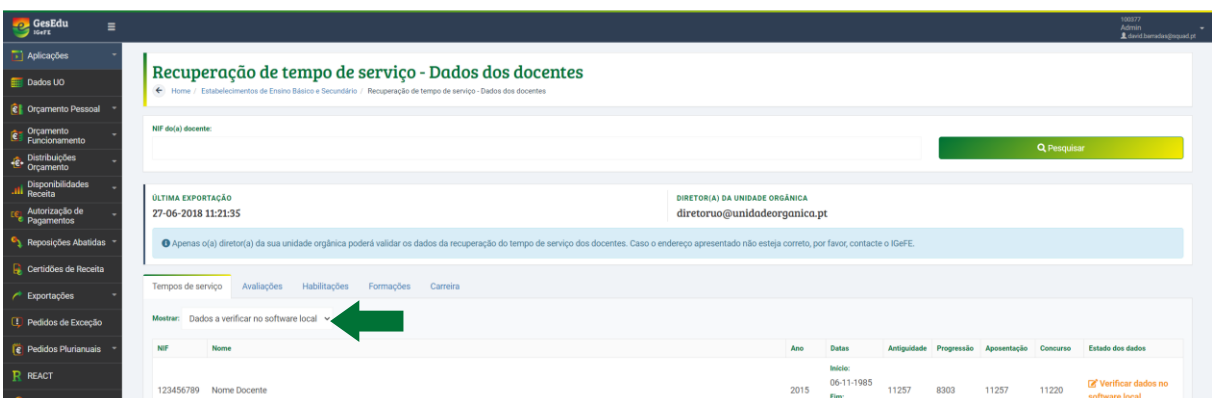 GesEdu
IGeFE
100377
Admin
david.barradas@squad.pt
Aplicações
Dados UO
Orçamento Pessoal
Orçamento
Funcionamento
Distribuições
Orçamento
Disponibilidades
Receita
Autorização de
Pagamentos
Reposições Abatidas
Certidões de Receita
Exportações
Pedidos de Exceção
Pedidos Plurianuais
REACT
Recuperação de tempo de serviço - Dados dos docentes
Home / Estabelecimentos de Ensino Básico e Secundário / Recuperação de tempo de serviço - Dados dos docentes
NIF do(a) docente:
Pesquisar
ÚLTIMA EXPORTAÇÃO
27-06-2018 11:21:35
DIRETOR(A) DA UNIDADE ORGÂNICA
diretoruo@unidadeorganica.pt
Apenas o(a) diretor(a) da sua unidade orgânica poderá validar os dados da recuperação do tempo de serviço dos docentes. Caso o endereço apresentado não esteja correto, por favor, contacte o IGeFE.
Tempos de serviço Avaliações Habilitações Formações Carreira
Mostrar: Dados a verificar no software local
NIF Nome Ano Datas Antiguidade Progressão Aposentação Concurso Estado dos dados
Início:
123456789 Nome Docente 2015 06-11-1985 11257 8303 11257 11220 Verificar dados no
Fim: software local